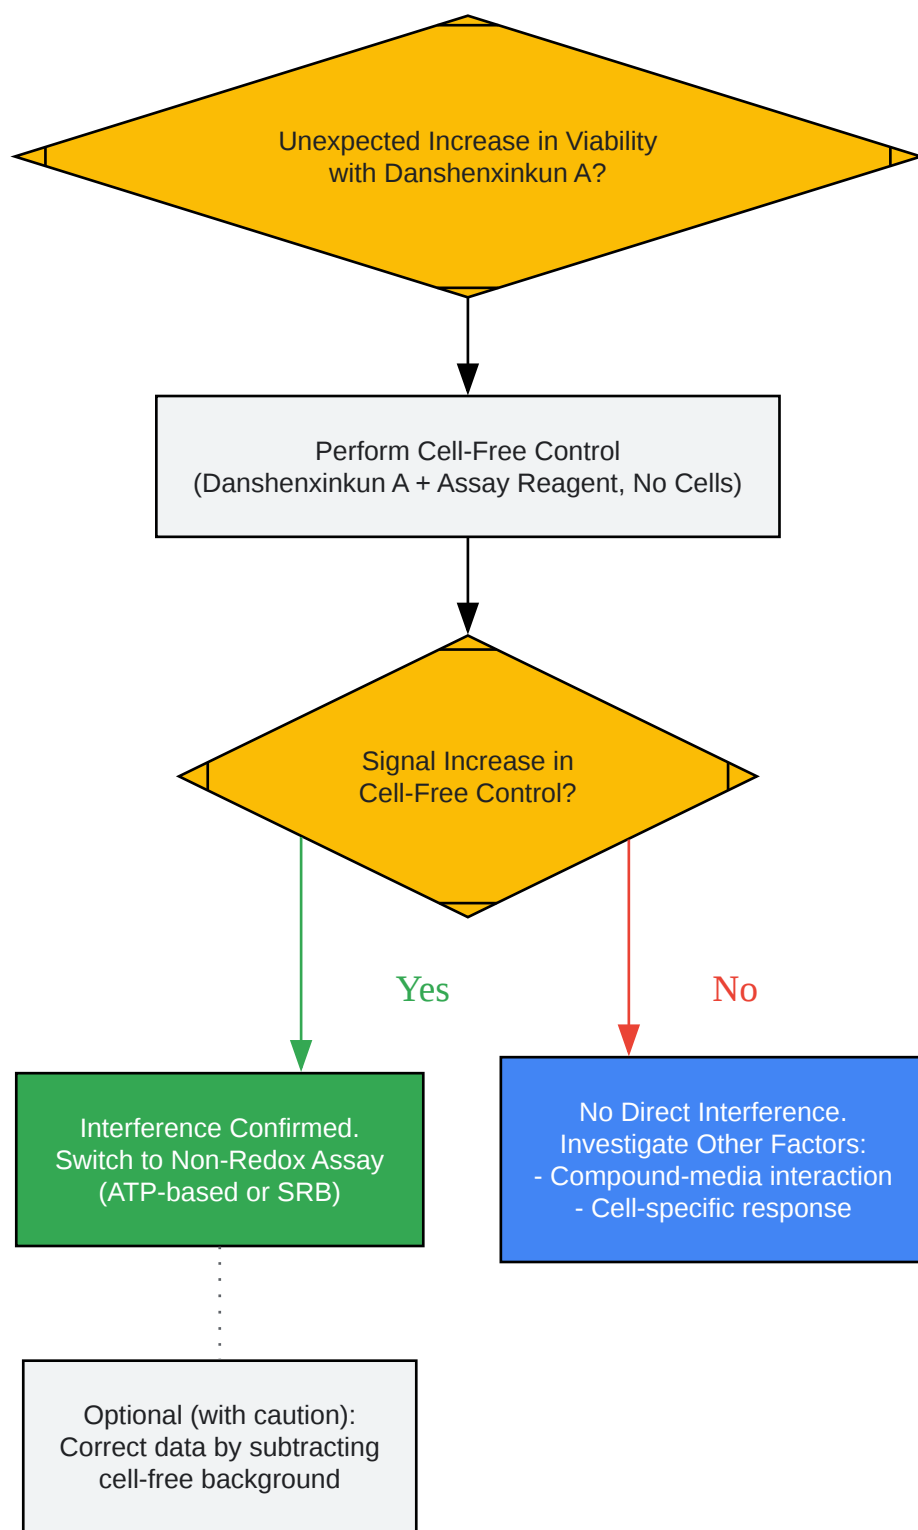 Unexpected Increase in Viability
with Danshenxinkun A?
Perform Cell-Free Control
(Danshenxinkun A + Assay Reagent, No Cells)
Signal Increase in
Cell-Free Control?
Yes
No
Interference Confirmed.
Switch to Non-Redox Assay
(ATP-based or SRB)
No Direct Interference.
Investigate Other Factors:
- Compound-media interaction
- Cell-specific response
Optional (with caution):
Correct data by subtracting
cell-free background